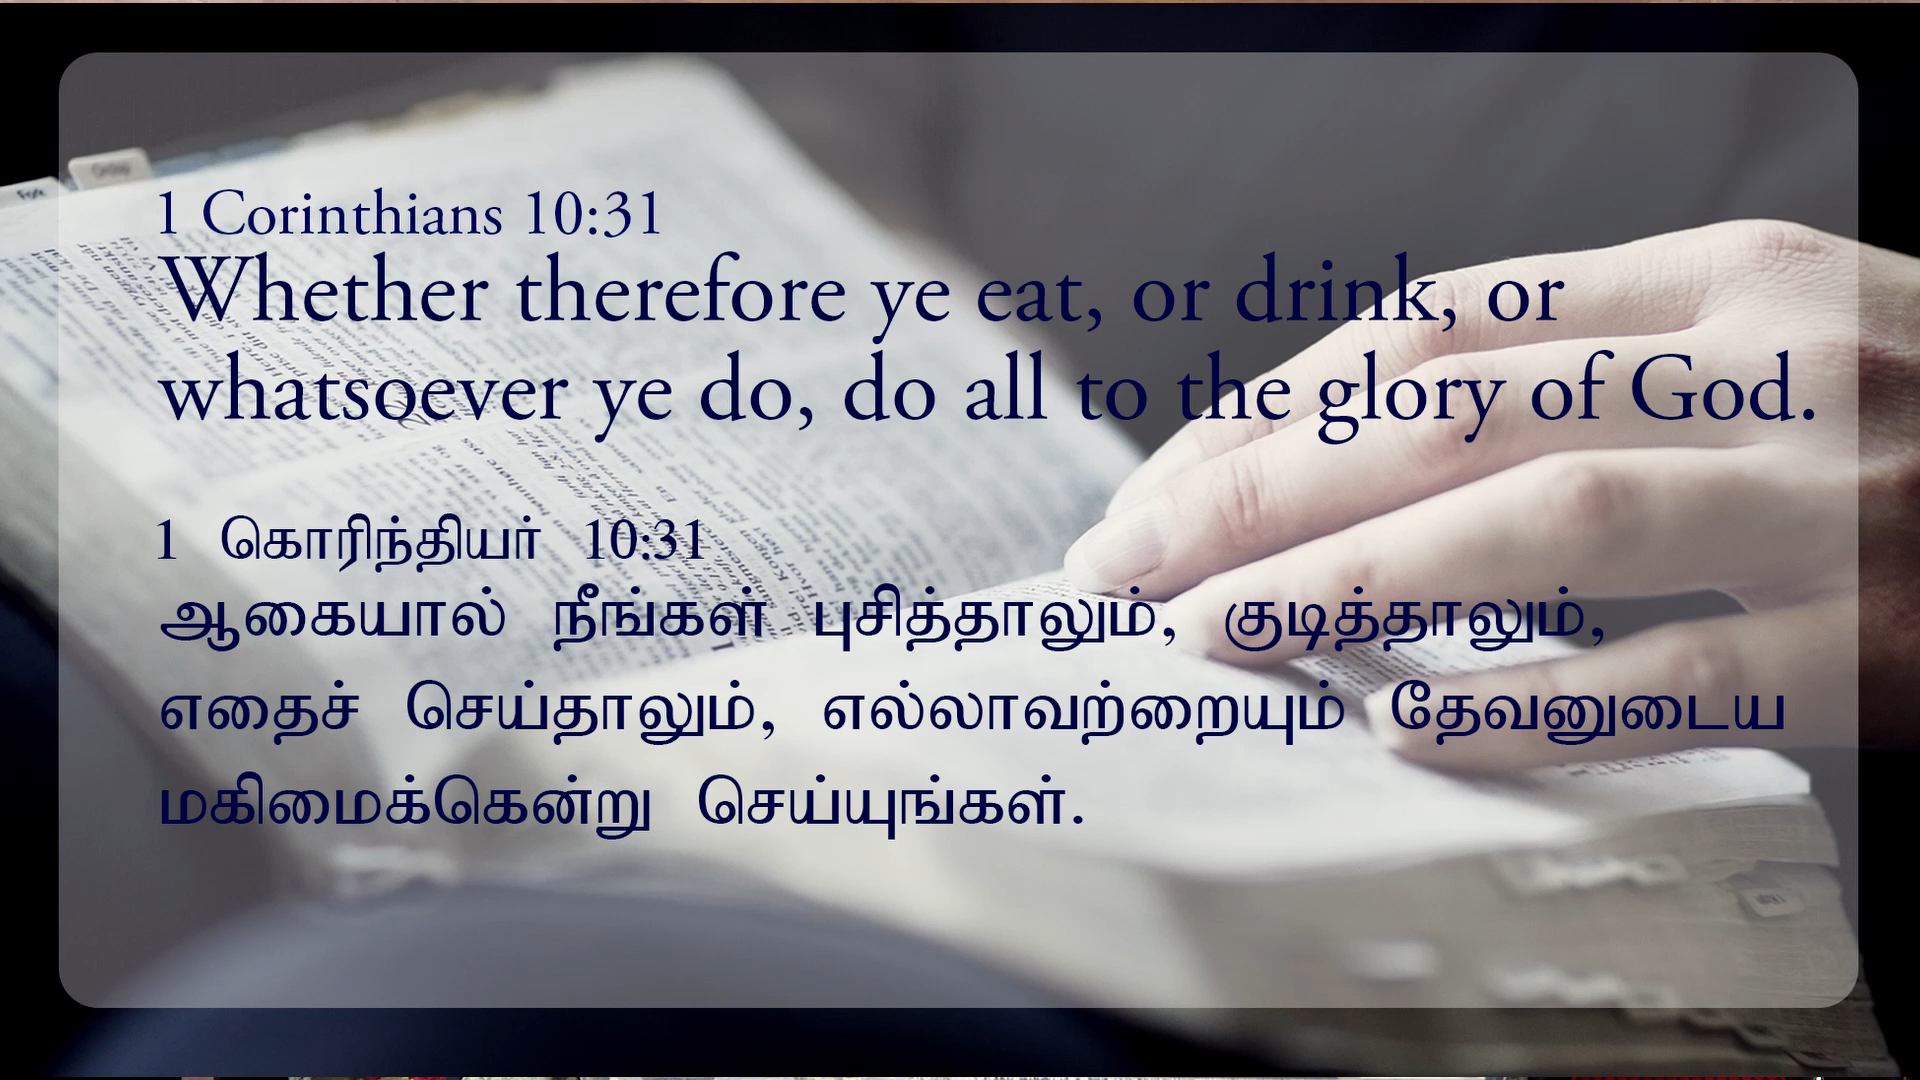 1 Corinthians 10:31
Whether therefore ye eat, or drink, or
whatsoever ye do, do all to the glory of God.
1 கொரிந்தியர் 10:31
ஆகையால் நீங்கள் புசித்தாலும், குடித்தாலும்,
எதைச் செய்தாலும், எல்லாவற்றையும் தேவனுடைய
மகிமைக்கென்று செய்யுங்கள்.